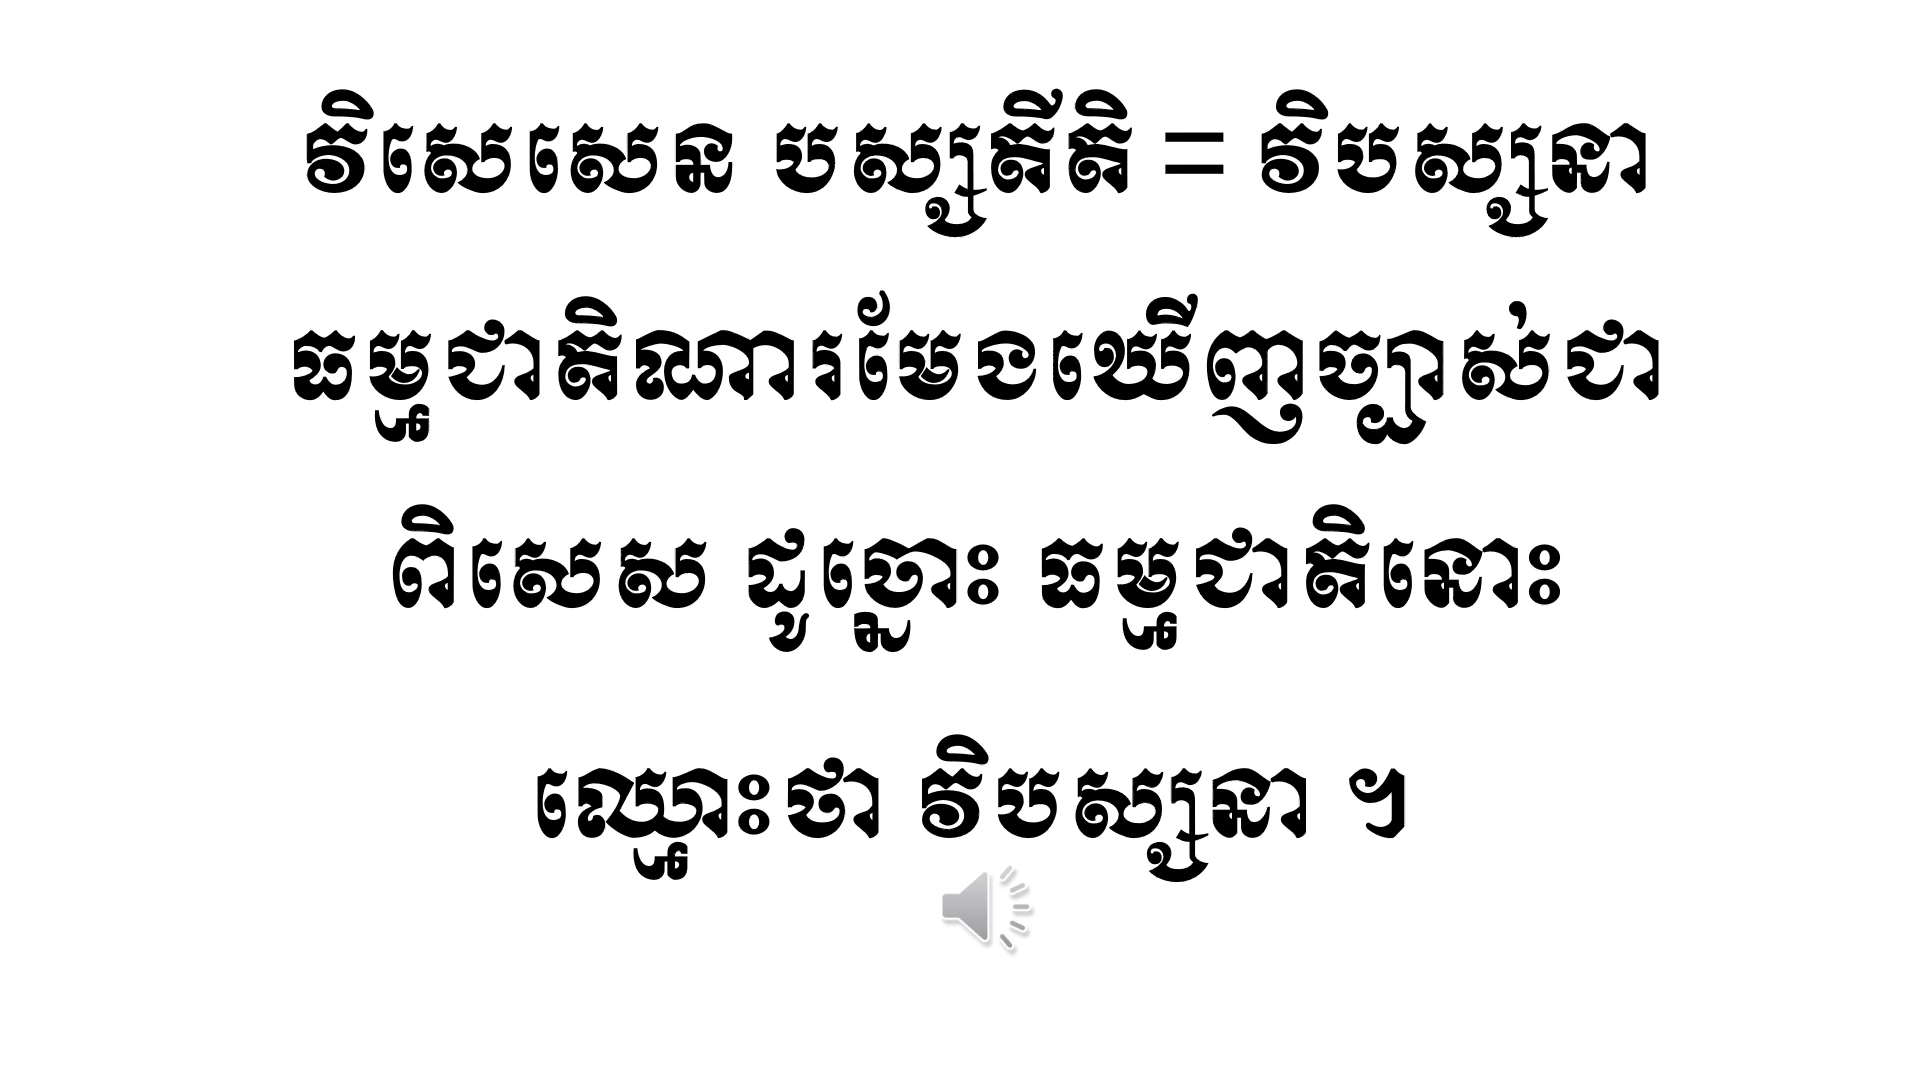 វិសេសេន បស្សតីតិ = វិបស្សនា
ធម្មជាតិណារមែងឃើញច្បាស់ជា
ពិសេស ដូច្នោះ ធម្មជាតិនោះ
ឈ្មោះថា វិបស្សនា ។